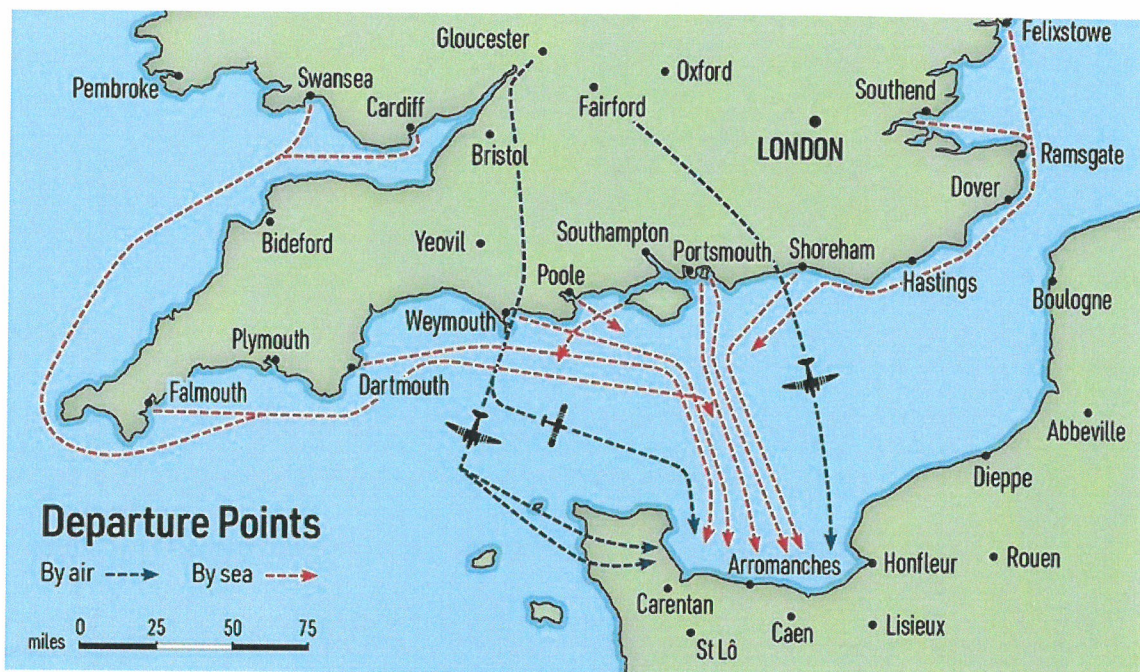 Felixstowe
Gloucester
Oxford
Pembroke
Swansea
Fairford
Southend
Cardiff
LONDON
Bristol
Ramsgate
Dover
Bideford
Yeovil
Southampton
Portsmouth
Shoreham
Poole
Hastings
Boulogne
Weymouth
Plymouth
Dartmouth
Falmouth
Abbeville
Dieppe
Departure Points
By air
By sea
Arromanches
Honfleur
Rouen
Carentan
Caen
Lisieux
St Lô
miles 0 25 50 75